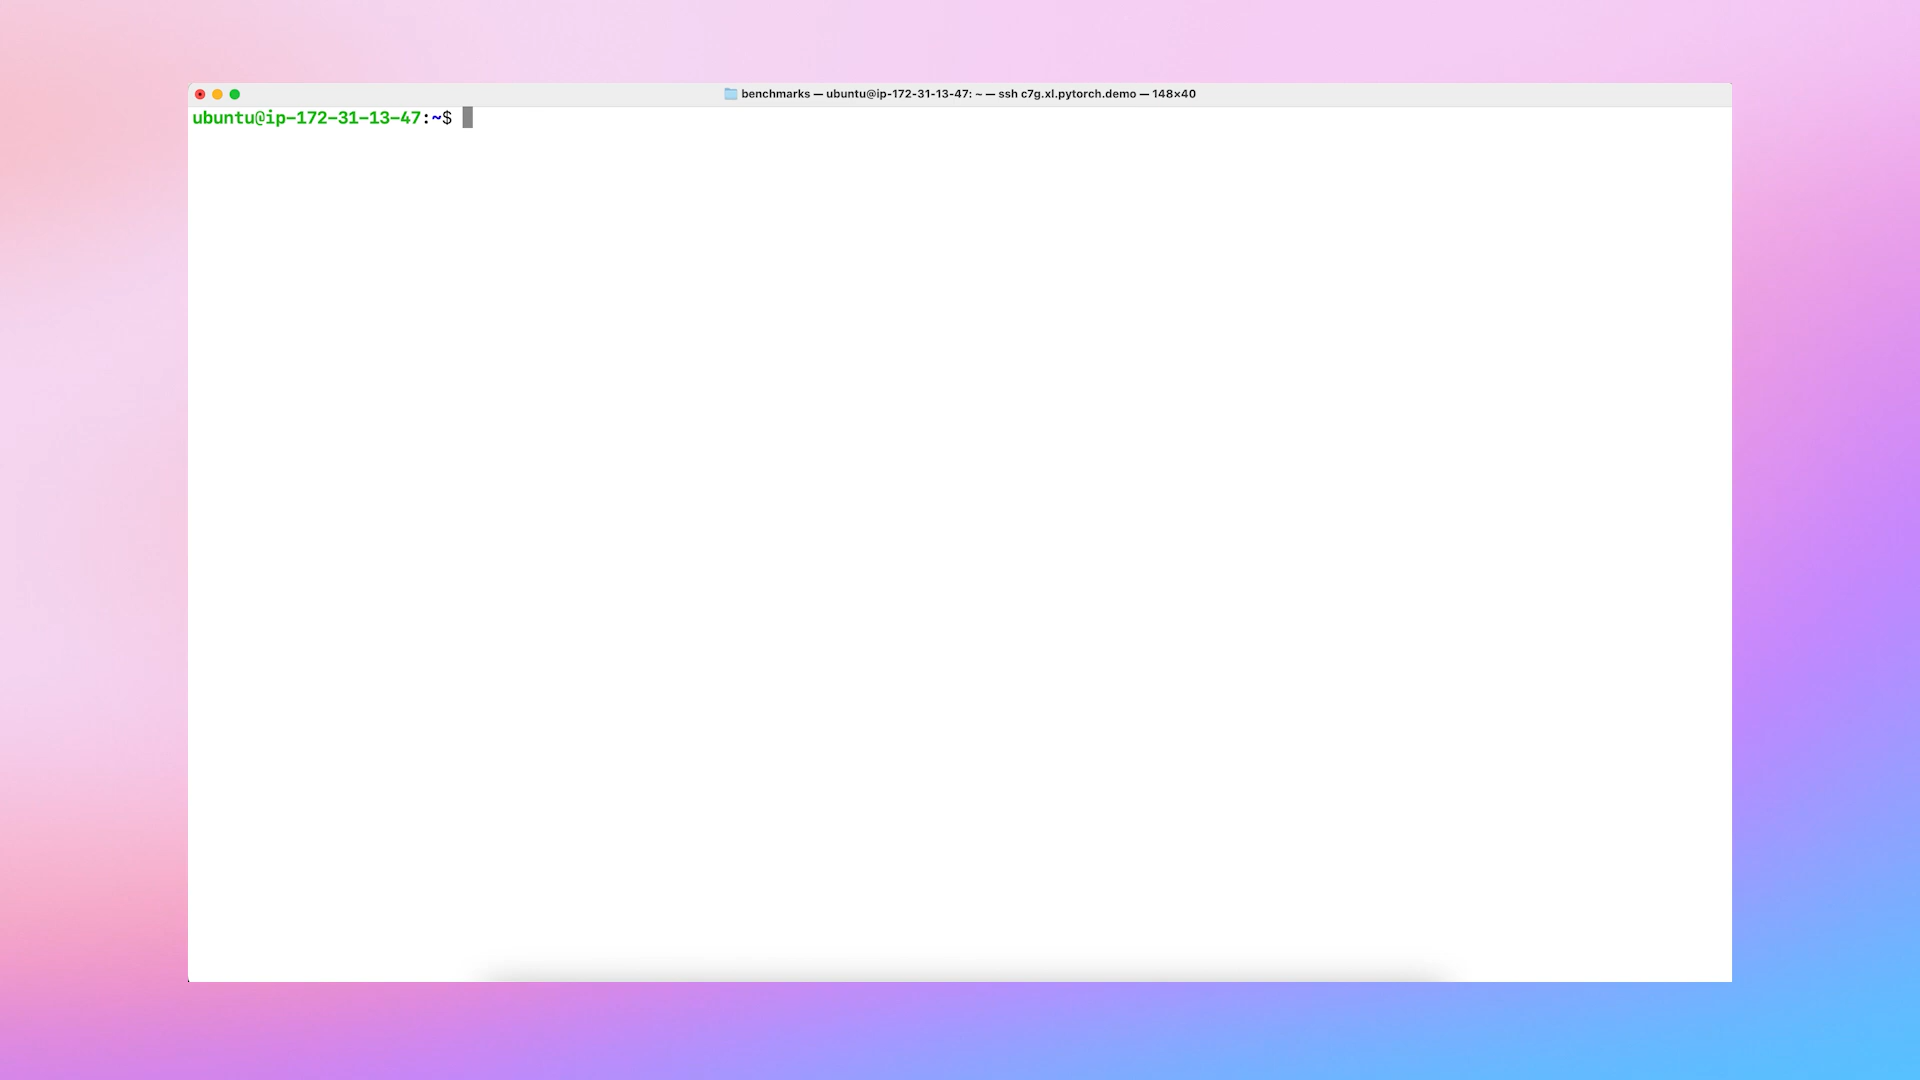 benchmarks — ubuntu@ip-172-31-13-47: ~ — ssh c7g.xl.pytorch.demo — 148×40
ubuntu@ip-172-31-13-47:~$